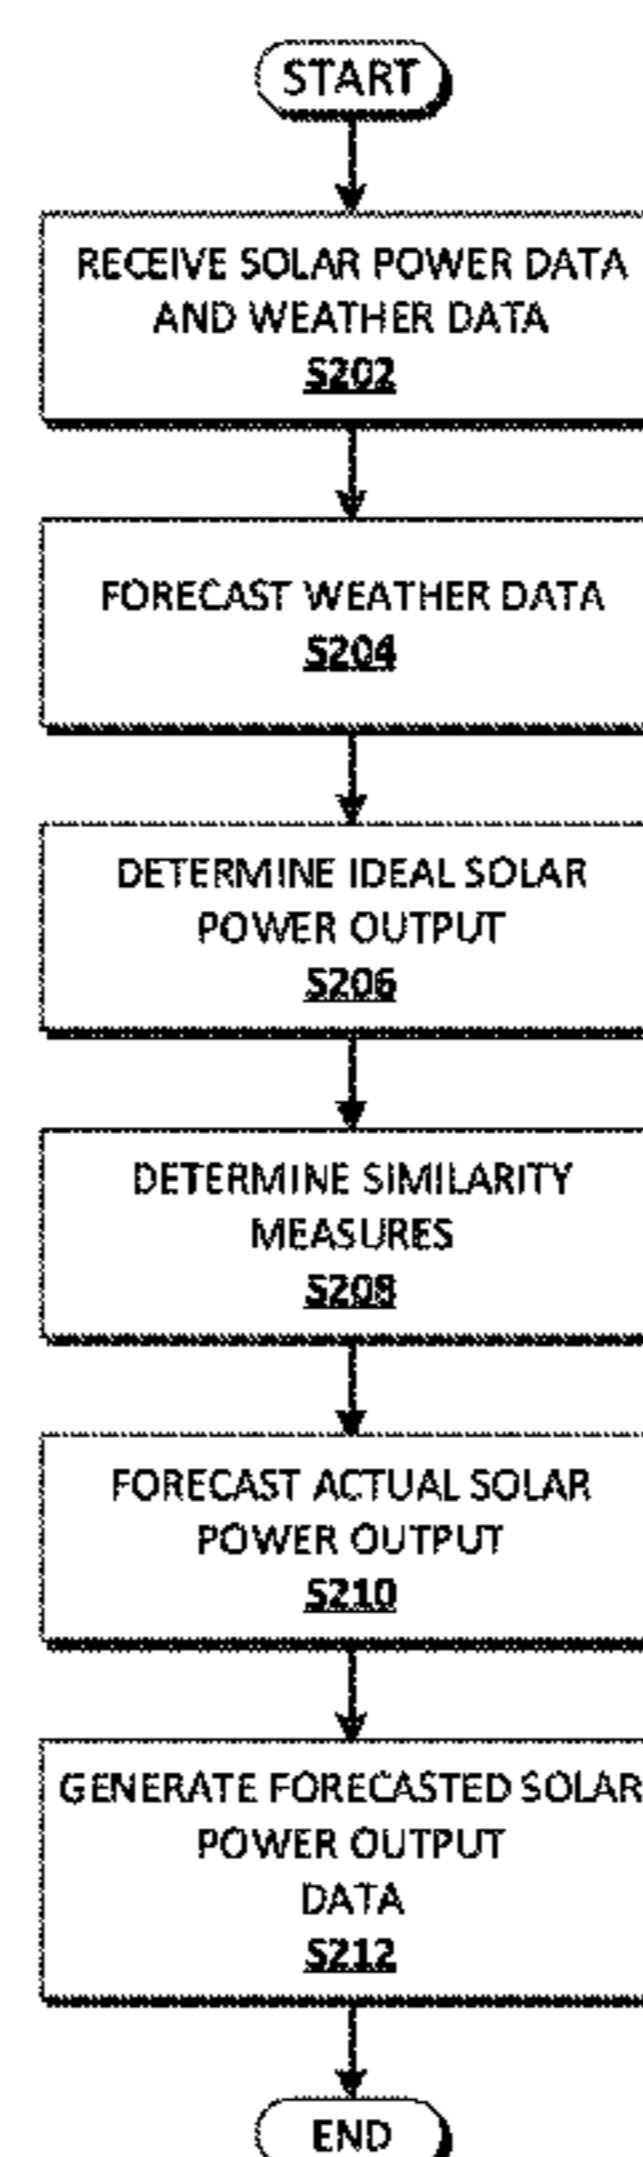 START
RECEIVE SOLAR POWER DATA
AND WEATHER DATA
S202
FORECAST WEATHER DATA
S204
DETERMINE IDEAL SOLAR
POWER OUTPUT
S206
DETERMINE SIMILARITY
MEASURES
S208
FORECAST ACTUAL SOLAR
POWER OUTPUT
S210
GENERATE FORECASTED SOLAR
POWER OUTPUT
DATA
S212
END